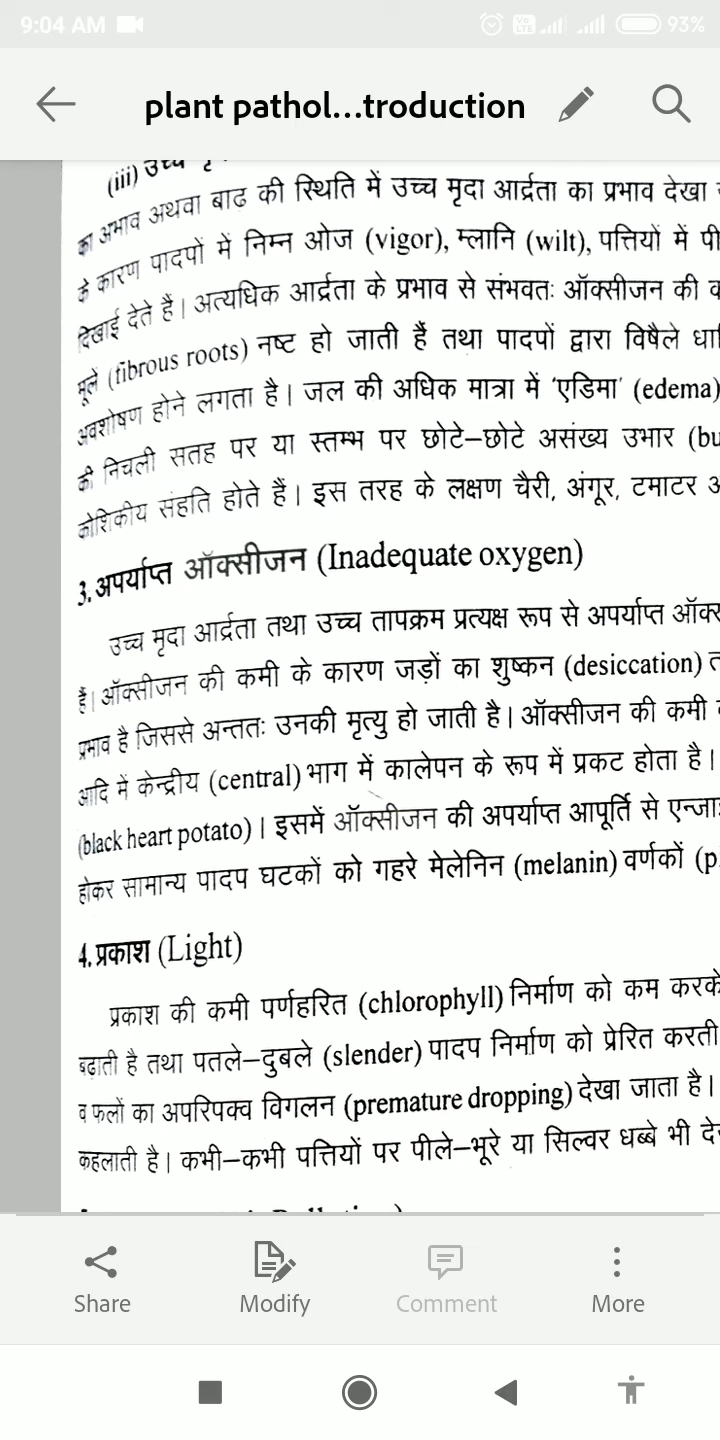 9:04 AM
VO LTE
93%
plant pathol...troduction
(iii) उच्च
का अभाव अथवा बाढ की स्थिति में उच्च मृदा आर्द्रता का प्रभाव देखा
के कारण पादपों में निम्न ओज (vigor), म्लानि (wilt), पत्तियों में पी
दिखाई देते हैं। अत्यधिक आर्द्रता के प्रभाव से संभवतः ऑक्सीजन की क
मूलें (fibrous roots) नष्ट हो जाती हैं तथा पादपों द्वारा विषैले धा
अवशोषण होने लगता है। जल की अधिक मात्रा में 'एडिमा' (edema)
की निचली सतह पर या स्तम्भ पर छोटे–छोटे असंख्य उभार (bu
कोशिकीय संहति होते हैं। इस तरह के लक्षण चैरी, अंगूर, टमाटर अ
3. अपर्याप्त ऑक्सीजन (Inadequate oxygen)
उच्च मृदा आर्द्रता तथा उच्च तापक्रम प्रत्यक्ष रूप से अपर्याप्त ऑक्स
हैं। ऑक्सीजन की कमी के कारण जड़ों का शुष्कन (desiccation) त
प्रभाव है जिससे अन्ततः उनकी मृत्यु हो जाती है। ऑक्सीजन की कमी
आदि में केन्द्रीय (central) भाग में कालेपन के रूप में प्रकट होता है।
(black heart potato)। इसमें ऑक्सीजन की अपर्याप्त आपूर्ति से एन्जा
होकर सामान्य पादप घटकों को गहरे मेलेनिन (melanin) वर्णकों (p
4. प्रकाश (Light)
प्रकाश की कमी पर्णहरित (chlorophyll) निर्माण को कम करके
बढ़ाती है तथा पतले–दुबले (slender) पादप निर्माण को प्रेरित करती
व फलों का अपरिपक्व विगलन (premature dropping) देखा जाता है।
कहलाती है। कभी–कभी पत्तियों पर पीले–भूरे या सिल्वर धब्बे भी दे
Share
Modify
Comment
More